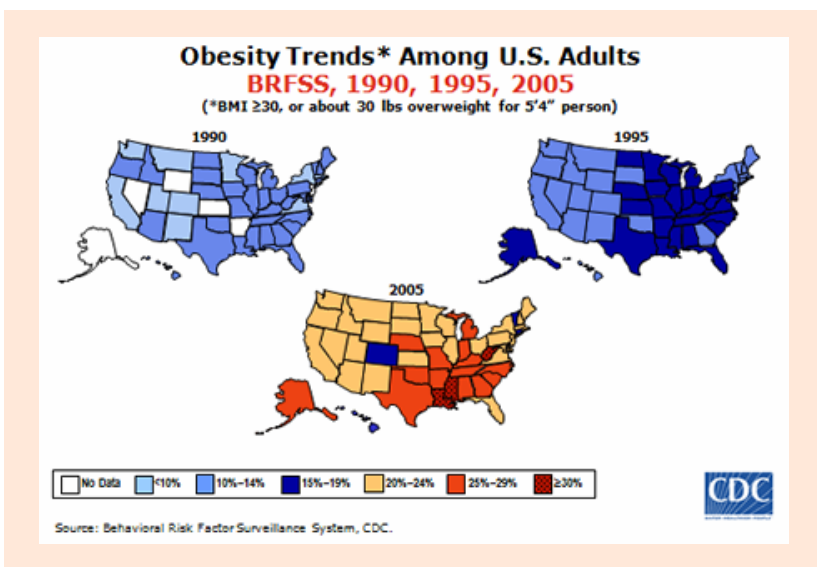 Obesity Trends* Among U.S. Adults
BRFSS, 1990, 1995, 2005
(*BMI ≥30, or about 30 lbs overweight for 5’4” person)
1990
1995
2005
No Data
<10%
10%–14%
15%–19%
20%–24%
25%–29%
≥30%
CDC
Source: Behavioral Risk Factor Surveillance System, CDC.